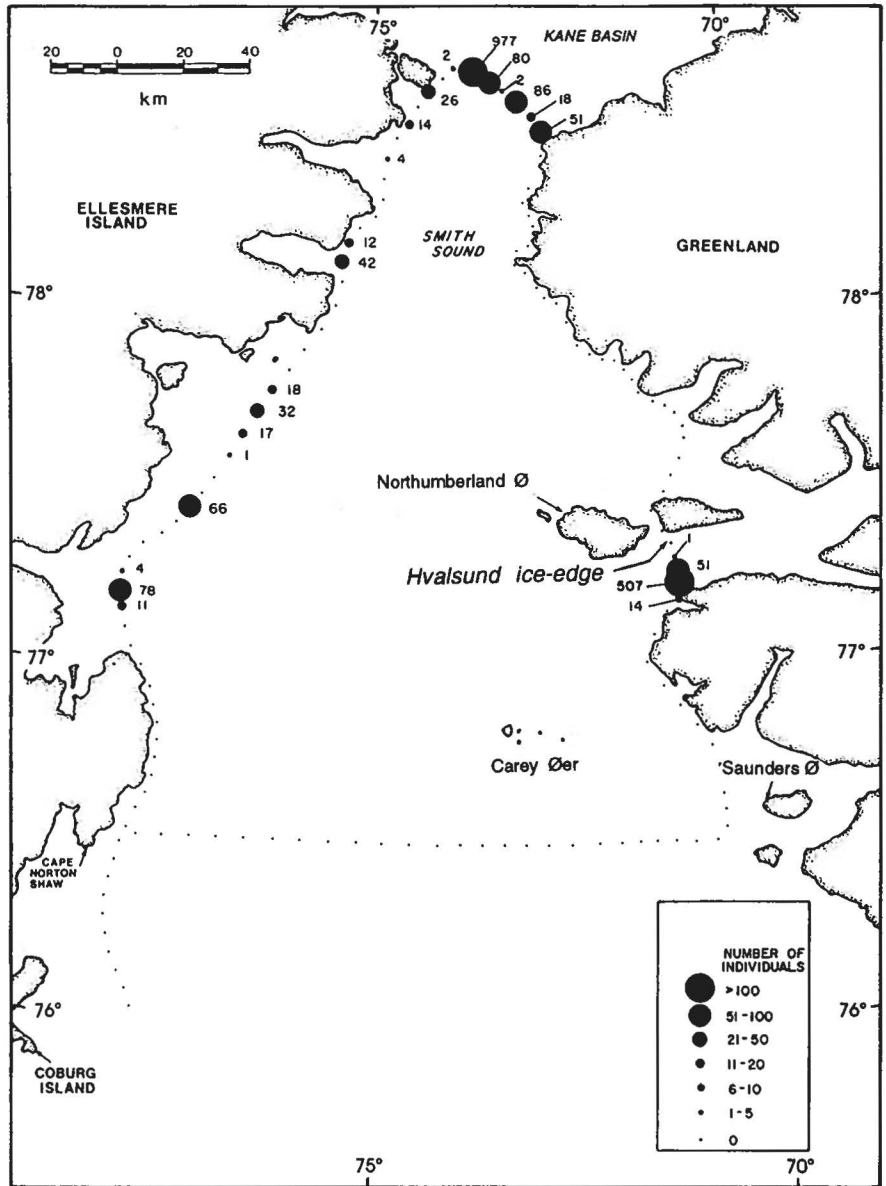 75°
70°
20 0 20 40
km
KANE BASIN
2
977
80
2
86
26
18
51
14
4
ELLESMERE
ISLAND
12
42
SMITH
SOUND
GREENLAND
78°
78°
18
32
17
1
66
Northumberland Ø
1
Hvalsund ice-edge
51
507
14
4
78
11
77°
77°
Carey Øer
Saunders Ø
CAPE
NORTON
SHAW
76°
76°
COBURG
ISLAND
NUMBER OF
INDIVIDUALS
>100
51-100
21-50
11-20
6-10
1-5
0
75°
70°